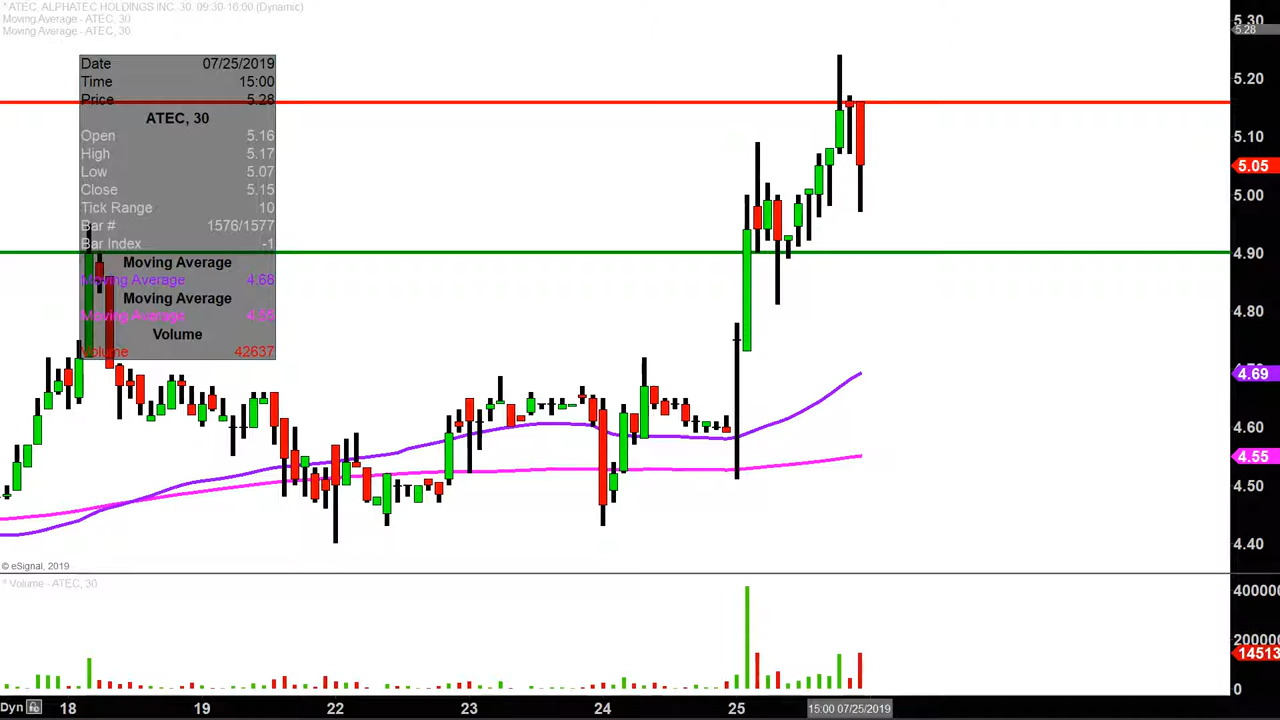 * ATEC, ALPHATEC HOLDINGS INC. 30, 09:30-16:00 (Dynamic)
Moving Average - ATEC, 30
Moving Average - ATEC, 30
Date 07/25/2019
Time 15:00
Price 5.28
ATEC, 30
Open 5.16
High 5.17
Low 5.07
Close 5.15
Tick Range 10
Bar # 1576/1577
Bar Index -1
Moving Average
Moving Average 4.68
Moving Average
Moving Average
Volume
Volume 42637
5.30
5.28
5.20
5.10
5.05
5.00
4.90
4.80
4.69
4.60
4.55
4.50
4.40
© eSignal, 2019
* Volume - ATEC, 30
400000
200000
14513
0
Dyn 18 19 22 23 24 25 15:00 07/25/2019